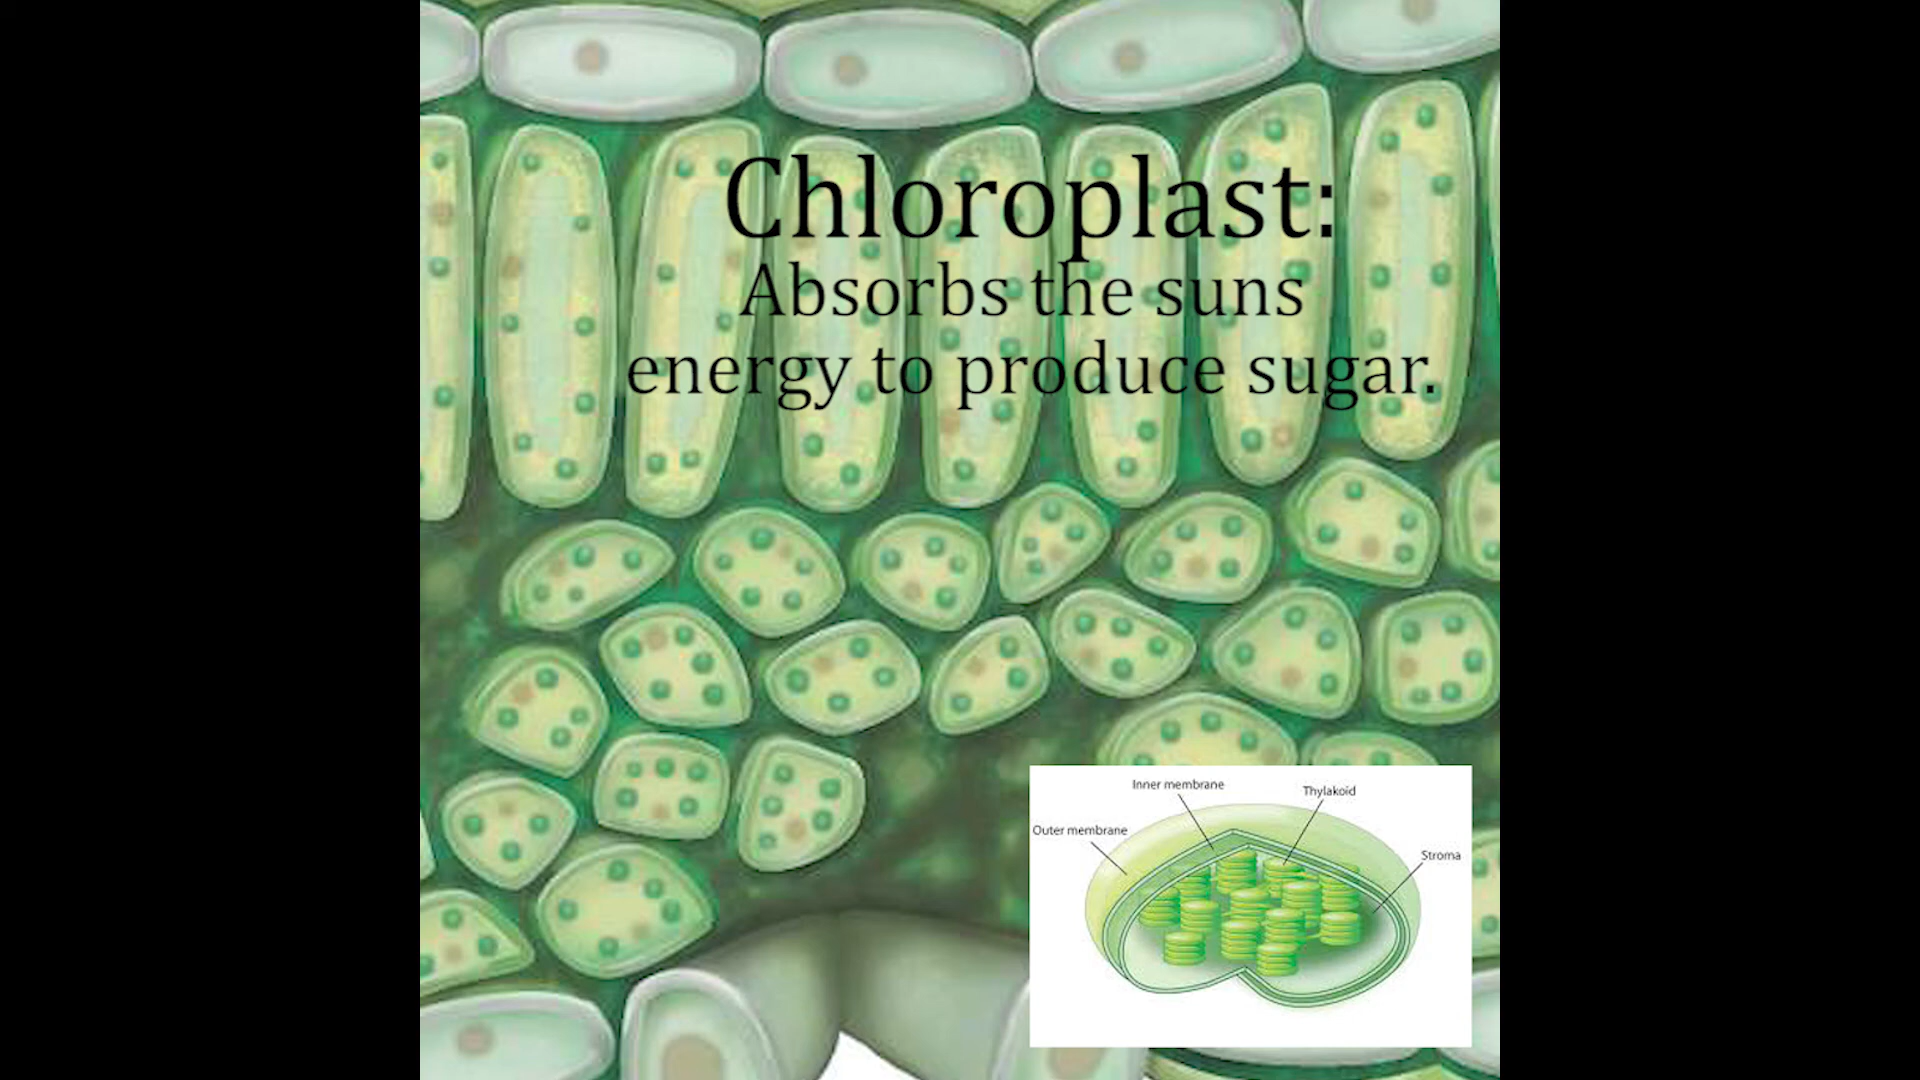 Chloroplast:
Absorbs the suns
energy to produce sugar.
Inner membrane
Thylakoid
Outer membrane
Stroma